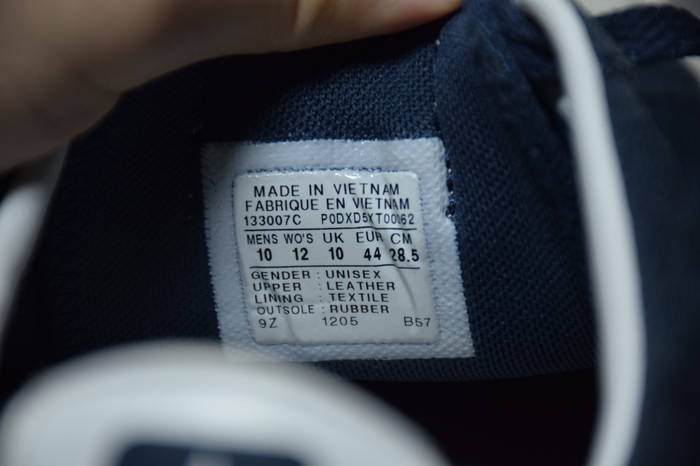 MADE IN VIETNAM
FABRIQUE EN VIETNAM
133007C
MENS WO'S UK EUR CM
10 12 10 44 28.5
GENDER : UNISEX
UPPER : LEATHER
LINING : TEXTILE
OUTSOLE : RUBBER
9Z 1205 B57